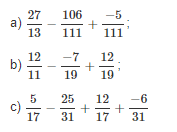 a) 27/13 - 106/111 + -5/111;
b) 12/11 - -7/19 + 12/19;
c) 5/17 - 25/31 + 12/17 + -6/31